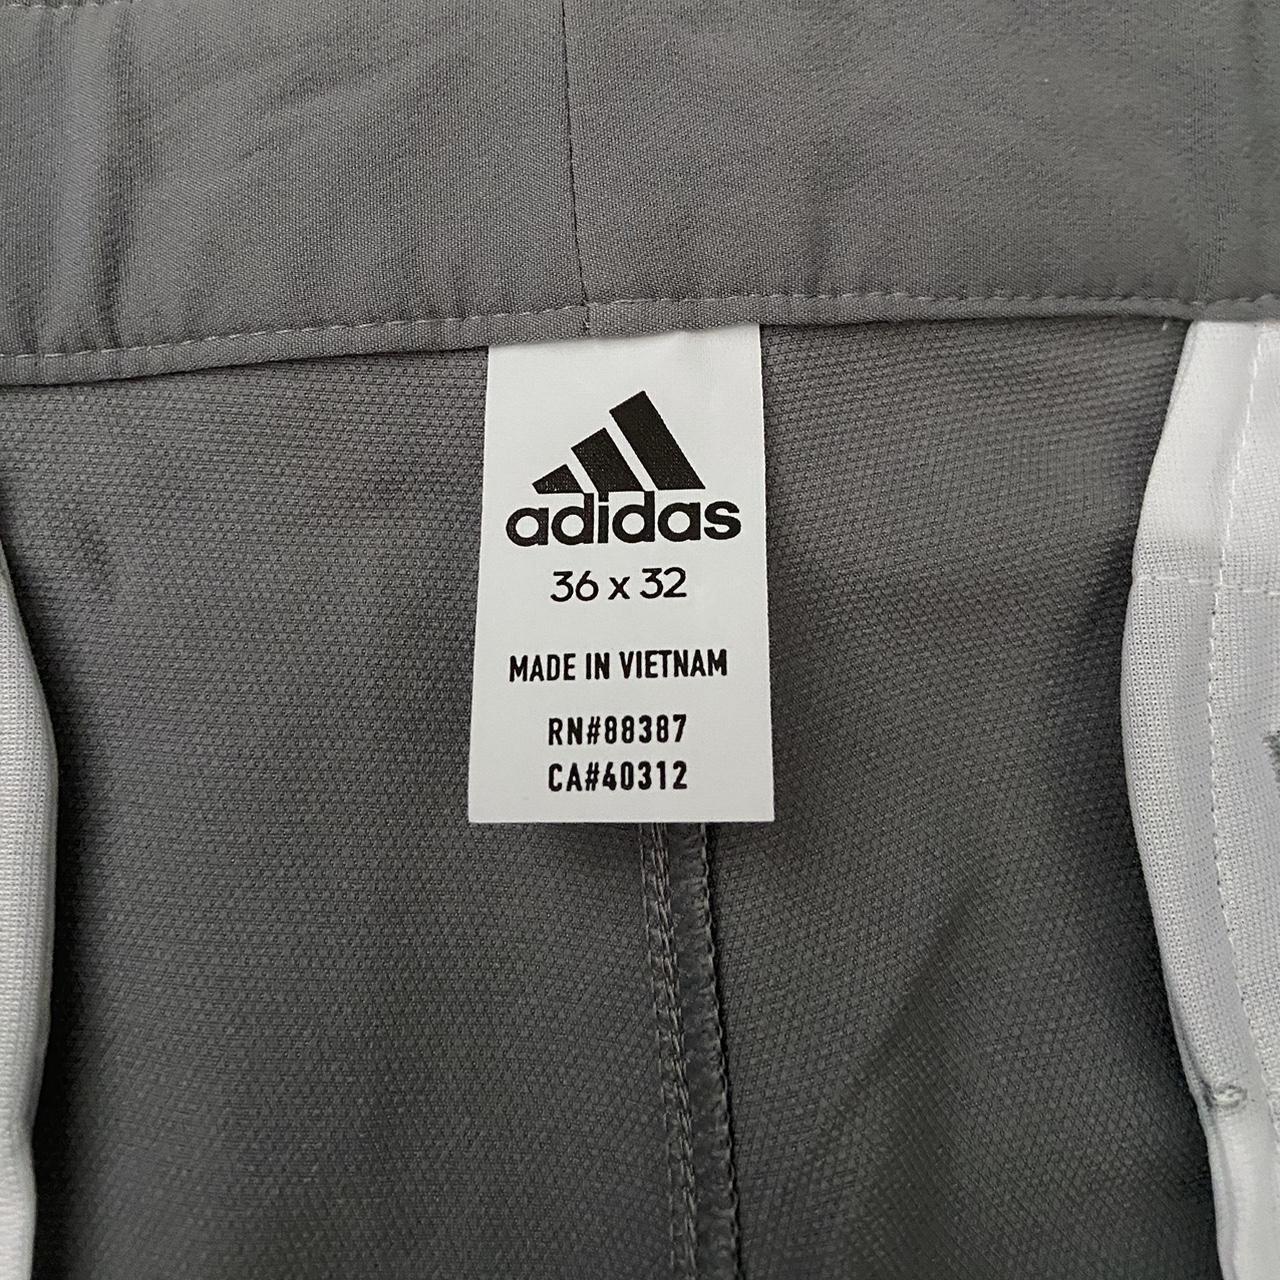 adidas
36 x 32
MADE IN VIETNAM
RN#88387
CA#40312